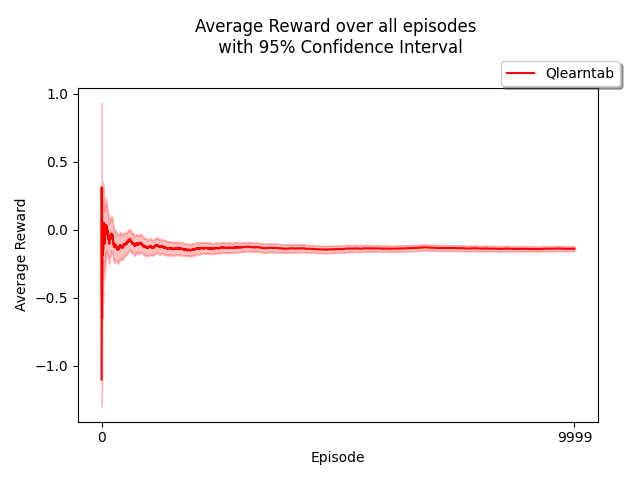 Average Reward over all episodes
with 95% Confidence Interval
Qlearntab
1.0
0.5
0.0
−0.5
−1.0
Average Reward
0
9999
Episode